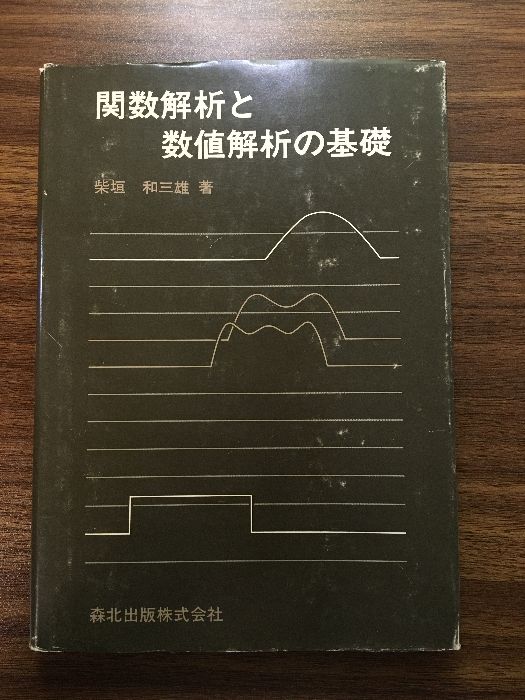 関数解析と
数値解析の基礎
柴垣 和三雄 著
森北出版株式会社